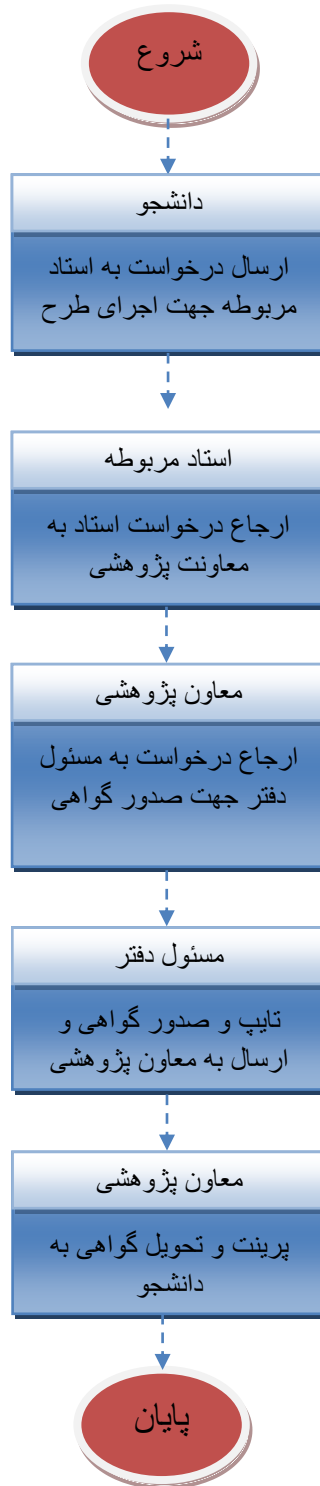 شروع
دانشجو
ارسال درخواست به استاد
مربوطه جهت اجرای طرح
استاد مربوطه
ارجاع درخواست استاد به
معاونت پژوهشی
معاون پژوهشی
ارجاع درخواست به مسئول
دفتر جهت صدور گواهی
مسئول دفتر
تایپ و صدور گواهی و
ارسال به معاون پژوهشی
معاون پژوهشی
پرینت و تحویل گواهی به
دانشجو
پایان